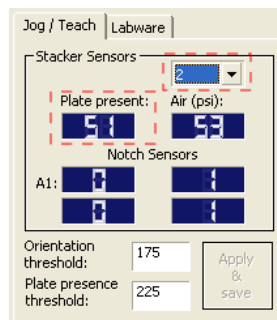 Jog / Teach Labware
Stacker Sensors
2
Plate present: Air (psi):
51 53
Notch Sensors
A1: 0 1
0 1
Orientation threshold: 175
Plate presence threshold: 225
Apply & save